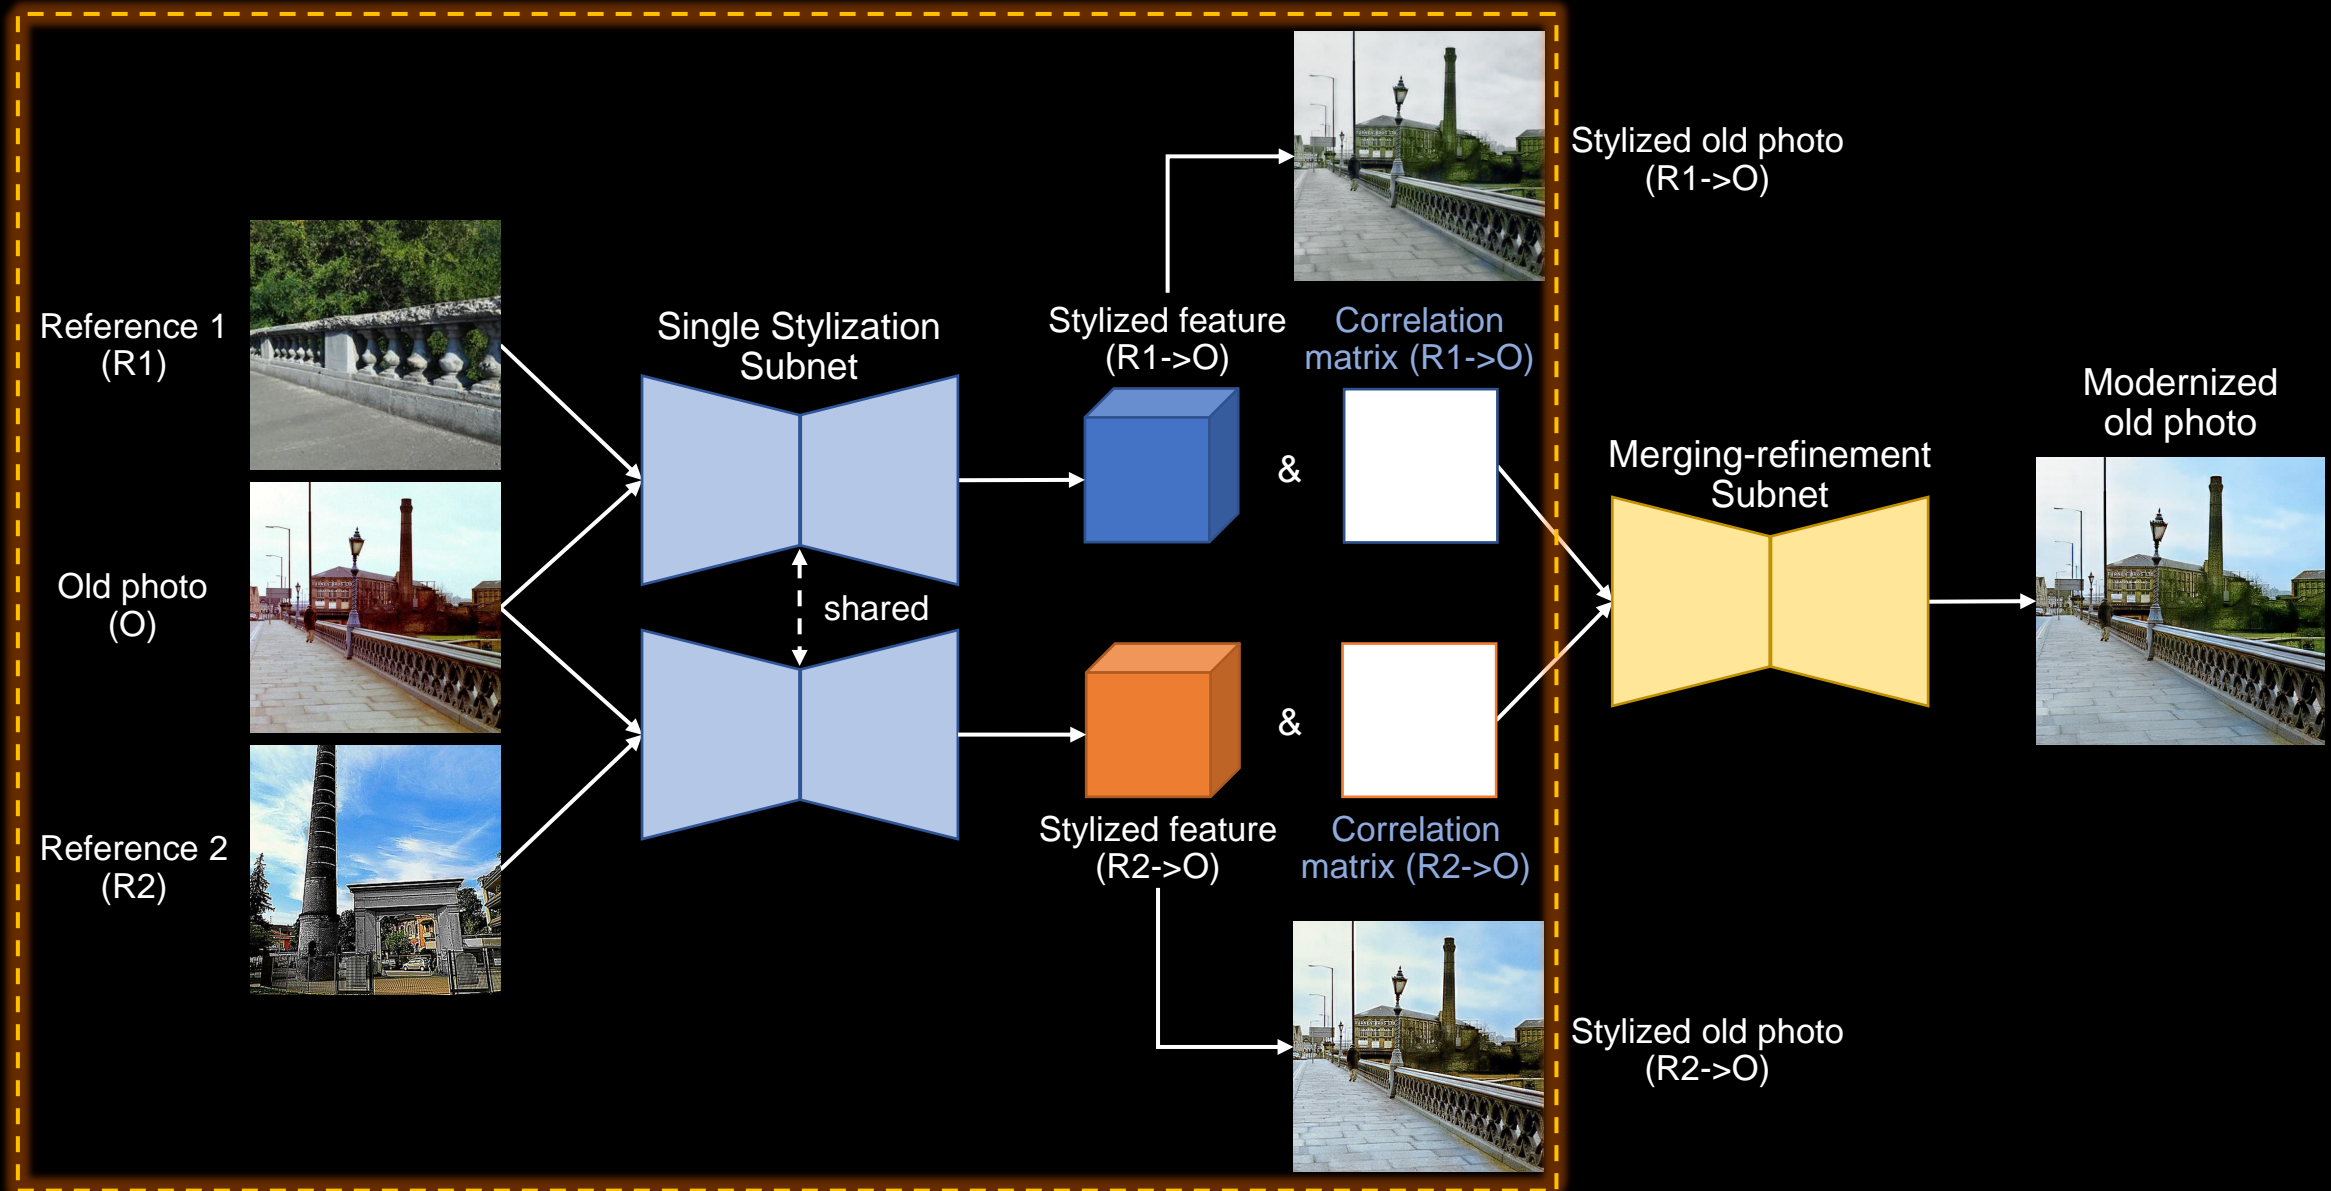 Reference 1
(R1)
Old photo
(O)
Reference 2
(R2)
Single Stylization
Subnet
shared
Stylized feature
(R1->O)
Correlation
matrix (R1->O)
&
&
Stylized feature
(R2->O)
Correlation
matrix (R2->O)
Stylized old photo
(R1->O)
Stylized old photo
(R2->O)
Merging-refinement
Subnet
Modernized
old photo